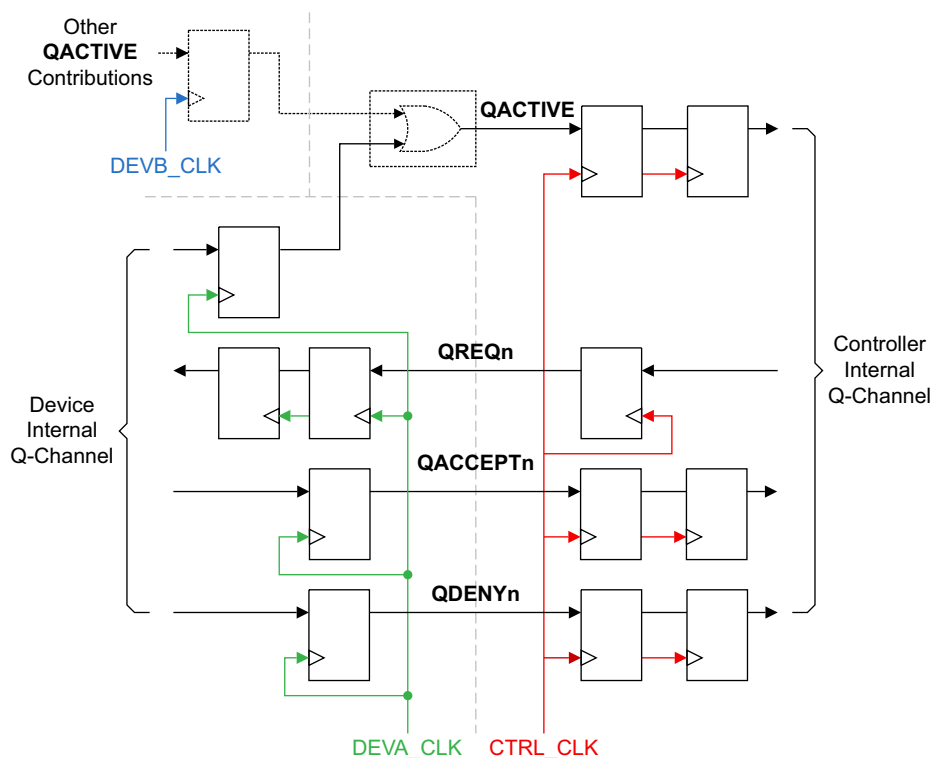 Other
QACTIVE
Contributions
QACTIVE
DEVB_CLK
QREQn
Controller
Internal
Q-Channel
Device
Internal
Q-Channel
QACCEPTn
QDENYn
DEVA_CLK
CTRL_CLK